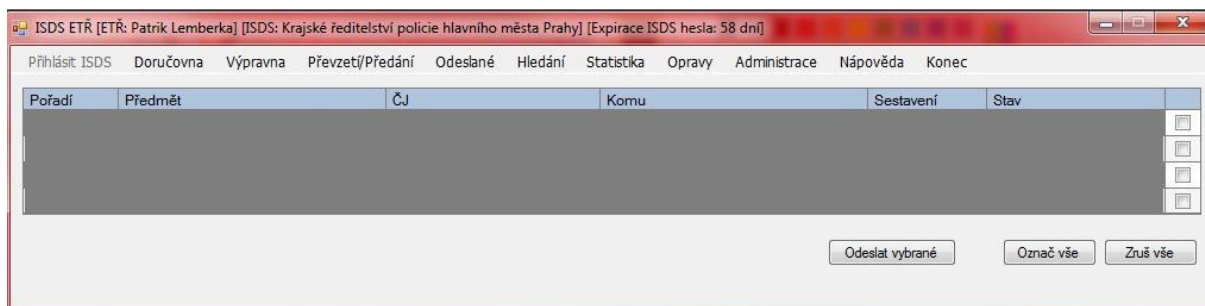 ISDS ETŘ [ETŘ: Patrik Lemberka] [ISDS: Krajské ředitelství policie hlavního města Prahy] [Expirace ISDS hesla: 58 dní]
Přihlásit ISDS Doručovna Výpravna Převzetí/Předání Odeslané Hledání Statistika Opravy Administrace Nápověda Konec
Pořadí Předmět ČJ Komu Sestavení Stav
Odeslat vybrané Označ vše Zruš vše